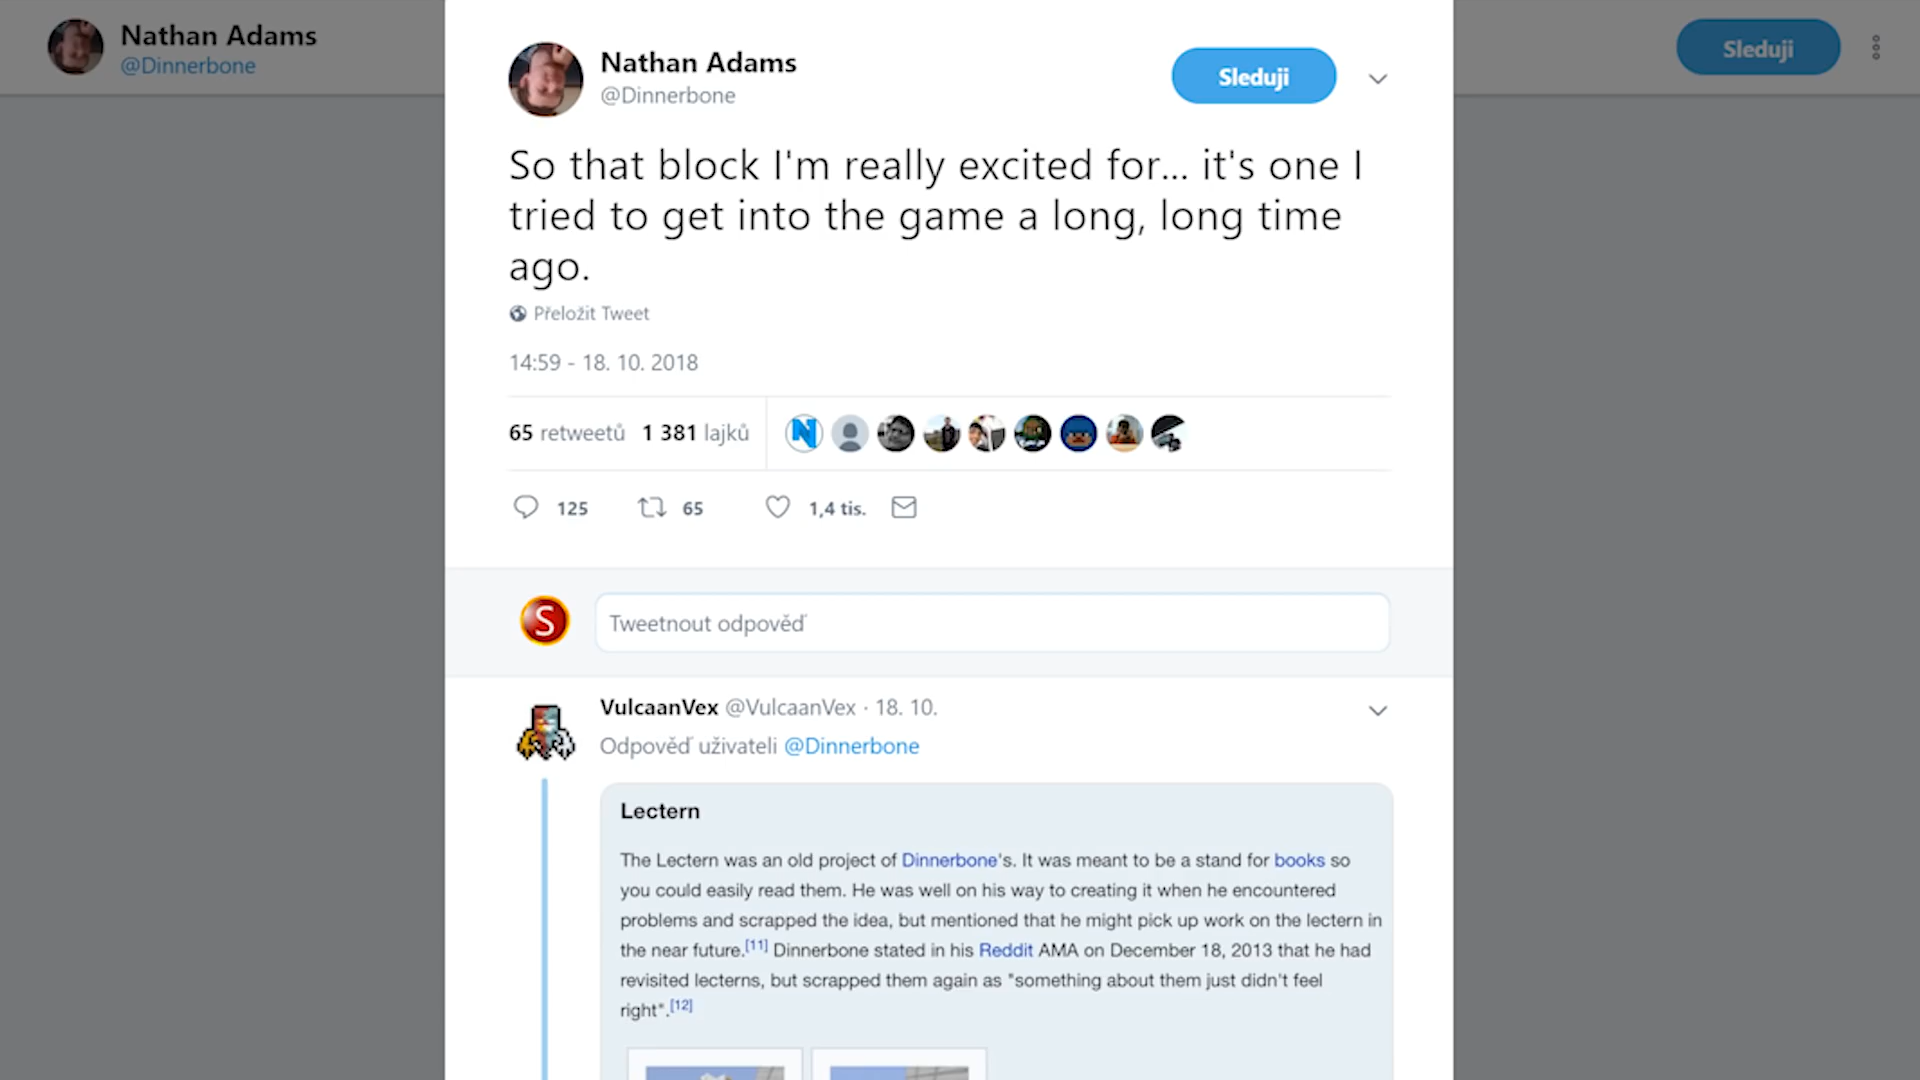 Nathan Adams
@Dinnerbone
Sleduji
Nathan Adams
@Dinnerbone
Sleduji
So that block I'm really excited for... it's one I
tried to get into the game a long, long time
ago.
Přeložit Tweet
14:59 - 18. 10. 2018
65 retweetů 1 381 lajků
N
125 65 1,4 tis.
S
Tweetnout odpověď
VulcaanVex @VulcaanVex · 18. 10.
Odpověď uživateli @Dinnerbone
Lectern
The Lectern was an old project of Dinnerbone's. It was meant to be a stand for books so
you could easily read them. He was well on his way to creating it when he encountered
problems and scrapped the idea, but mentioned that he might pick up work on the lectern in
the near future.[11] Dinnerbone stated in his Reddit AMA on December 18, 2013 that he had
revisited lecterns, but scrapped them again as "something about them just didn't feel
right".[12]